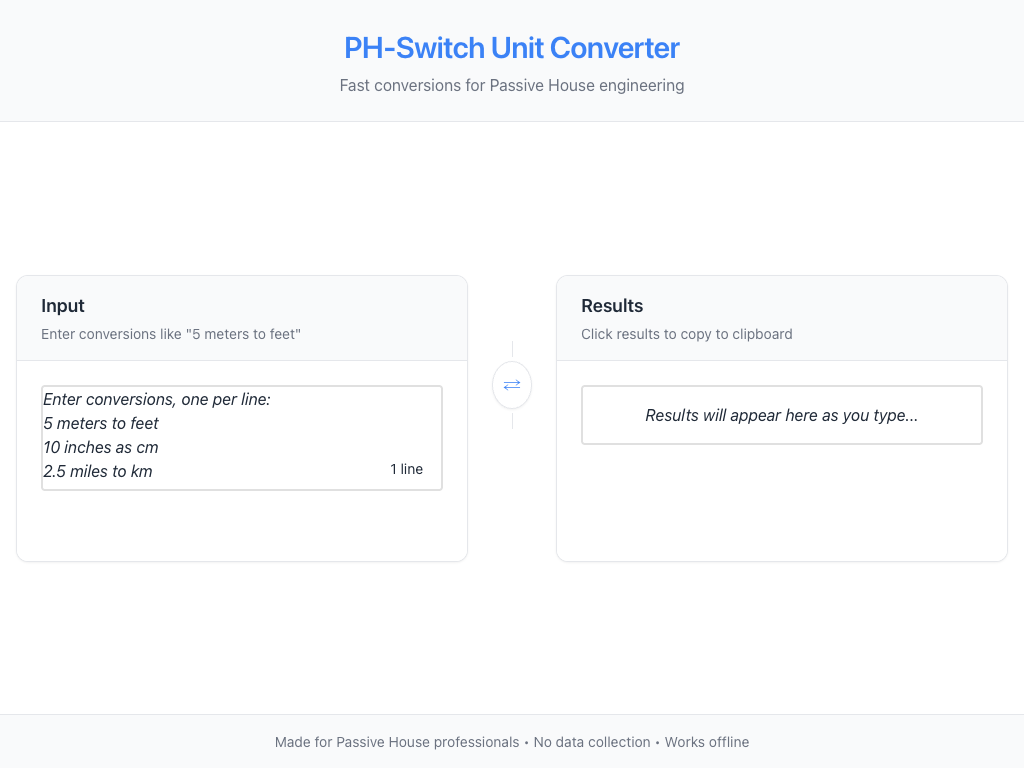 PH-Switch Unit Converter
Fast conversions for Passive House engineering
Input
Enter conversions like "5 meters to feet"
Enter conversions, one per line:
5 meters to feet
10 inches as cm
2.5 miles to km
1 line
⇄
Results
Click results to copy to clipboard
Results will appear here as you type...
Made for Passive House professionals • No data collection • Works offline